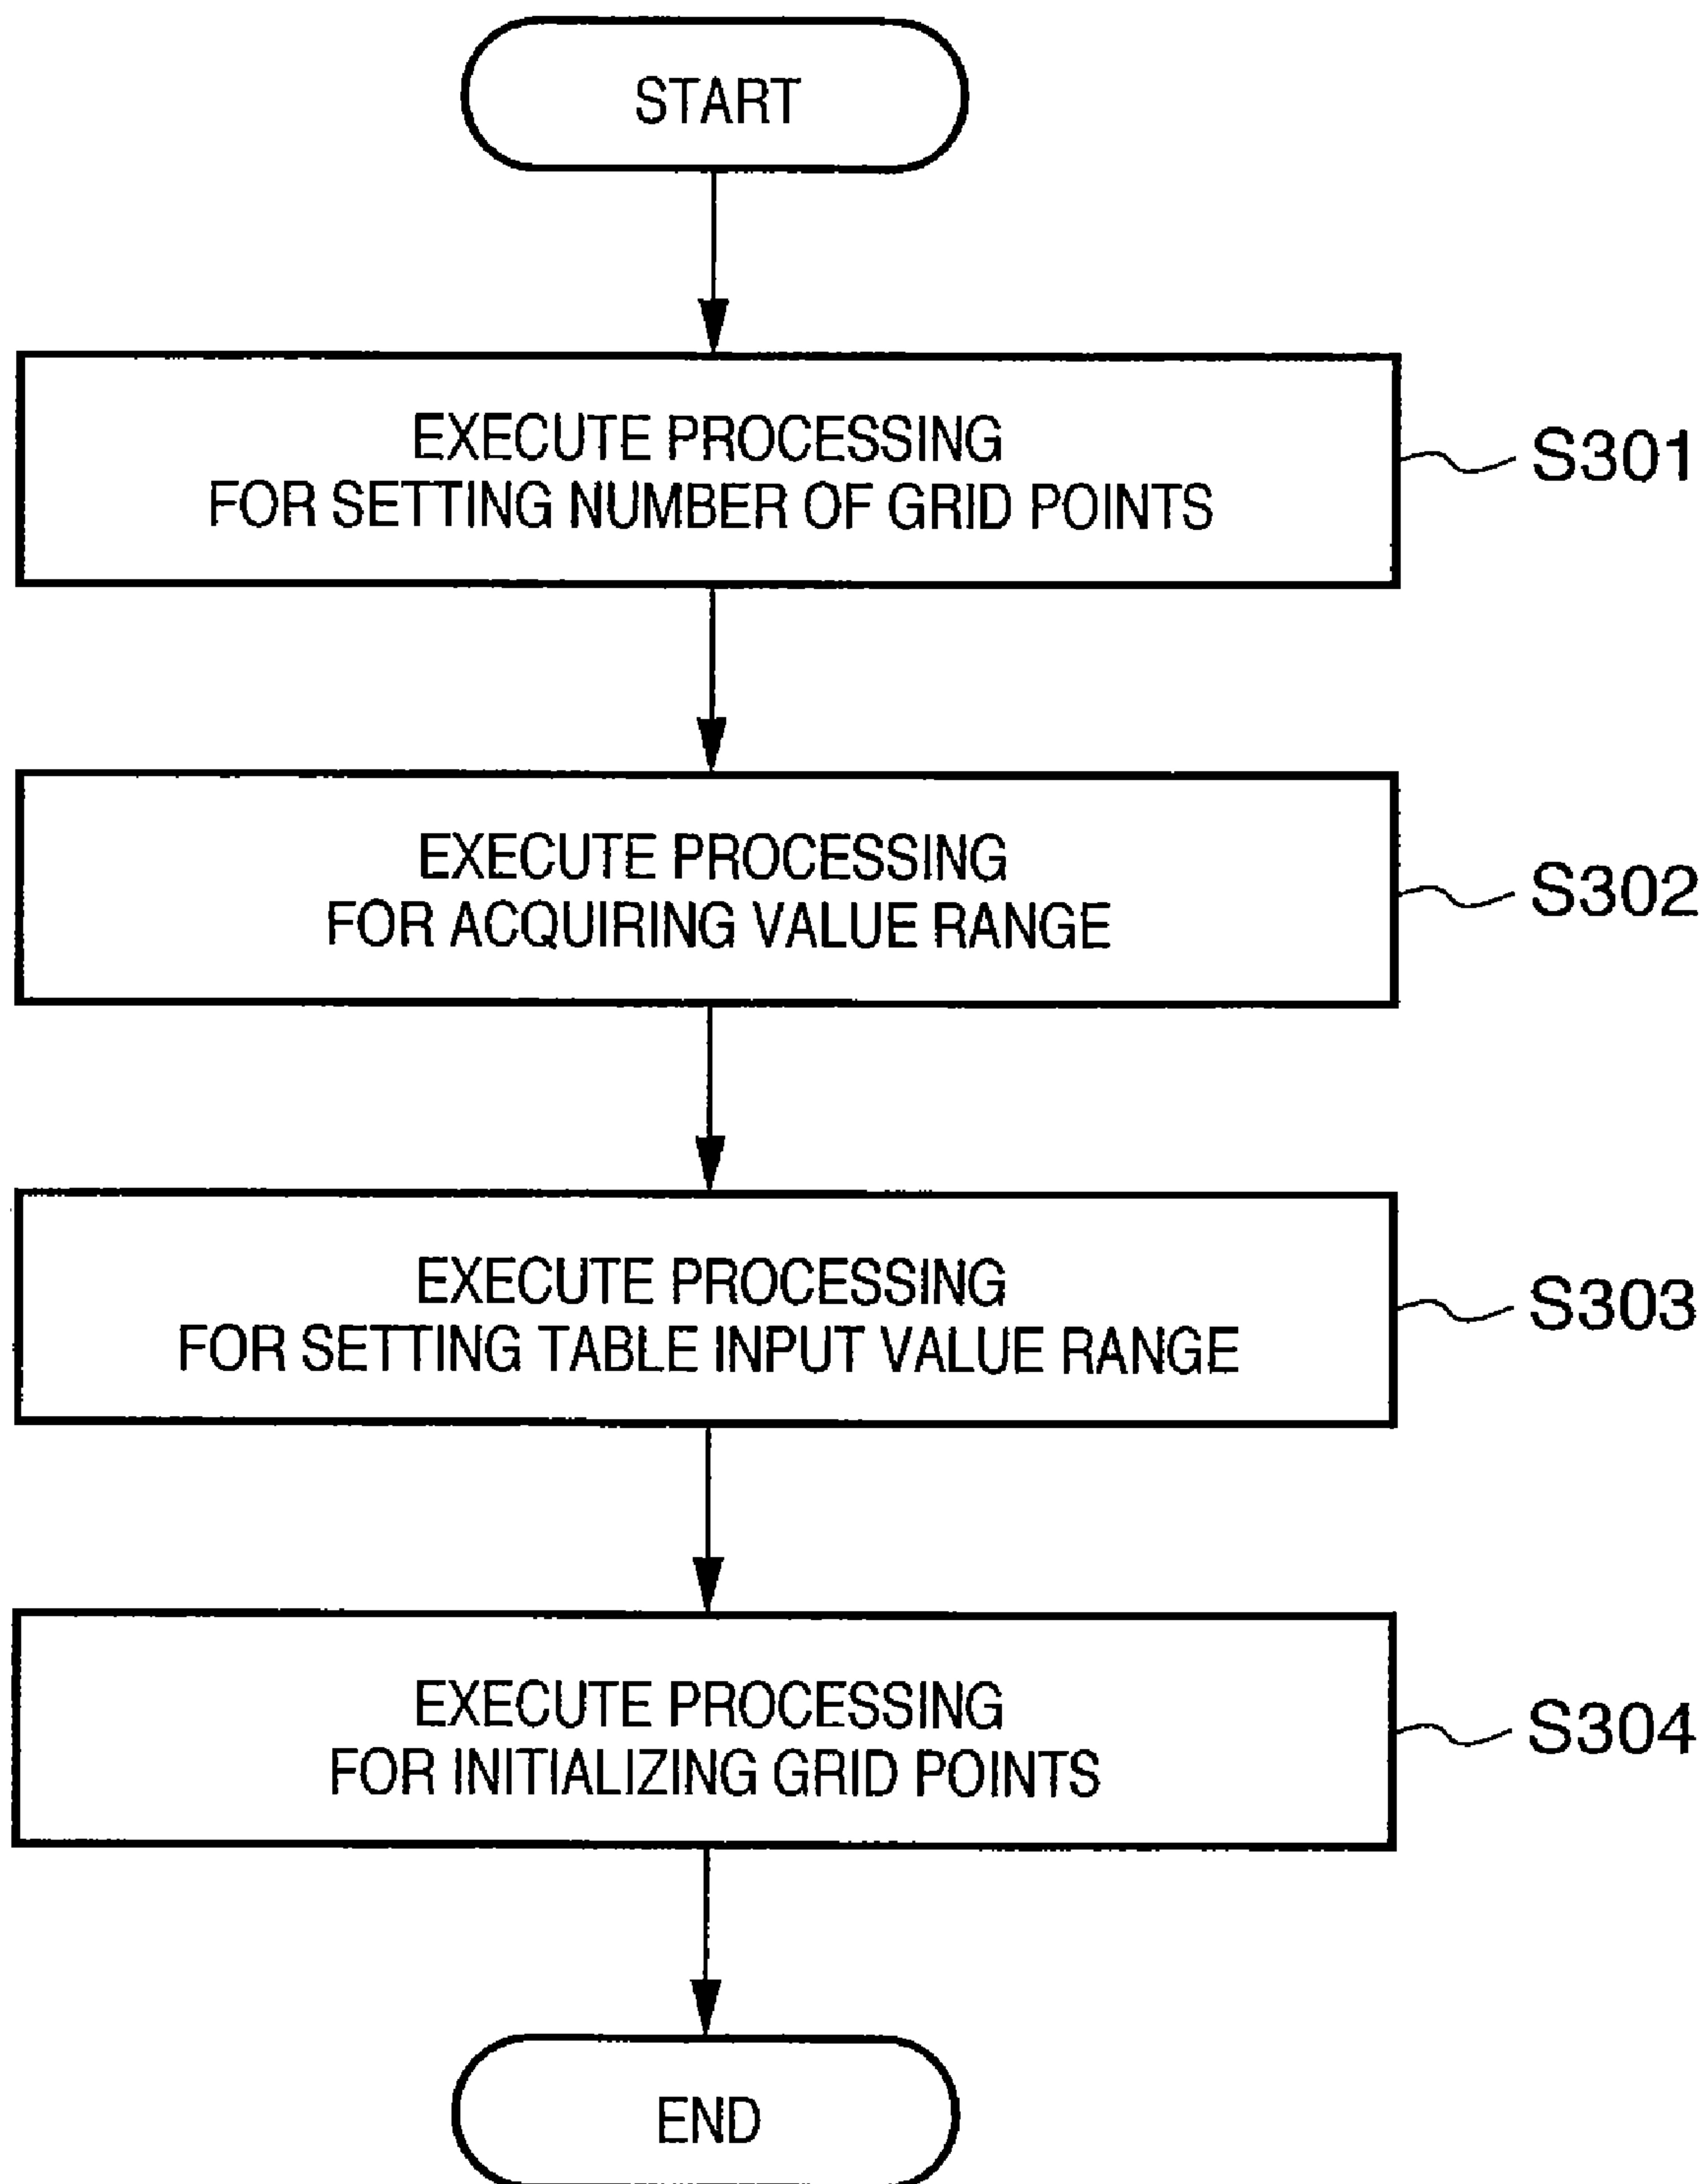 START
EXECUTE PROCESSING
FOR SETTING NUMBER OF GRID POINTS
S301
EXECUTE PROCESSING
FOR ACQUIRING VALUE RANGE
S302
EXECUTE PROCESSING
FOR SETTING TABLE INPUT VALUE RANGE
S303
EXECUTE PROCESSING
FOR INITIALIZING GRID POINTS
S304
END